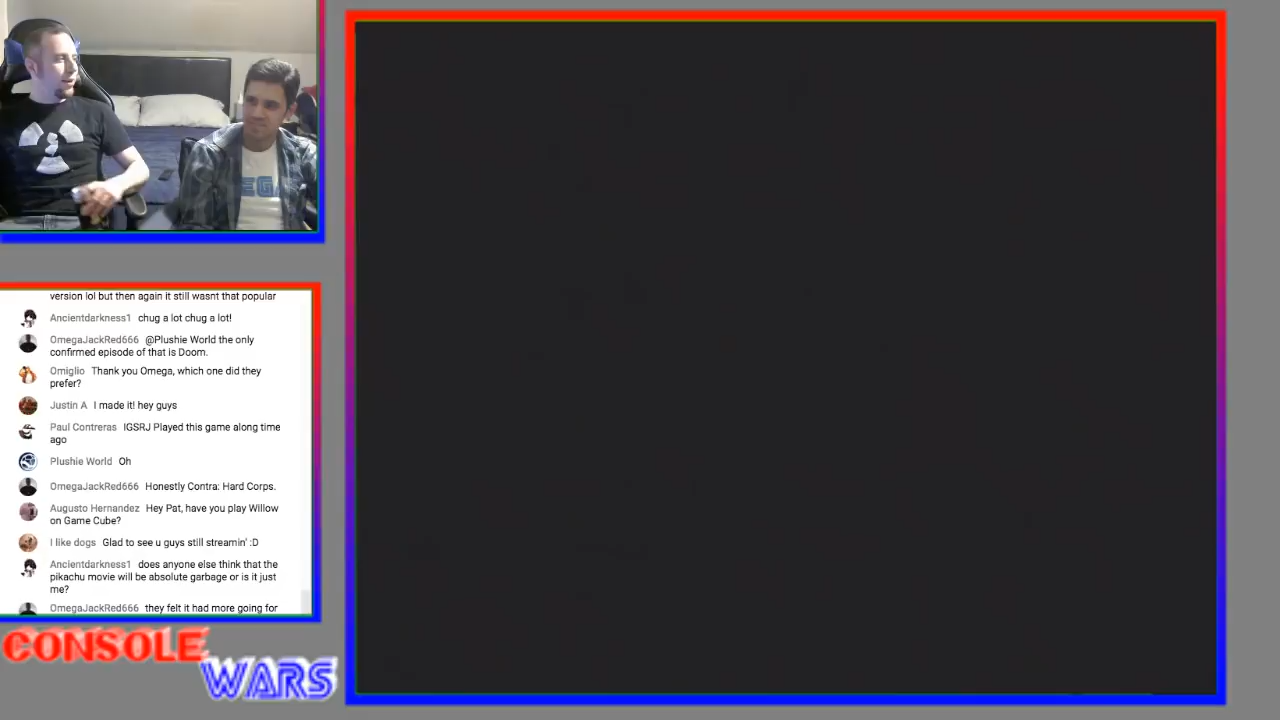 EGA
version lol but then again it still wasnt that popular
Ancientdarkness1 chug a lot chug a lot!
OmegaJackRed666 @Plushie World the only
confirmed episode of that is Doom.
Omiglio Thank you Omega, which one did they
prefer?
Justin A I made it! hey guys
Paul Contreras IGSRJ Played this game along time
ago
Plushie World Oh
OmegaJackRed666 Honestly Contra: Hard Corps.
Augusto Hernandez Hey Pat, have you play Willow
on Game Cube?
I like dogs Glad to see u guys still streamin' :D
Ancientdarkness1 does anyone else think that the
pikachu movie will be absolute garbage or is it just
me?
OmegaJackRed666 they felt it had more going for
CONSOLE
WARS